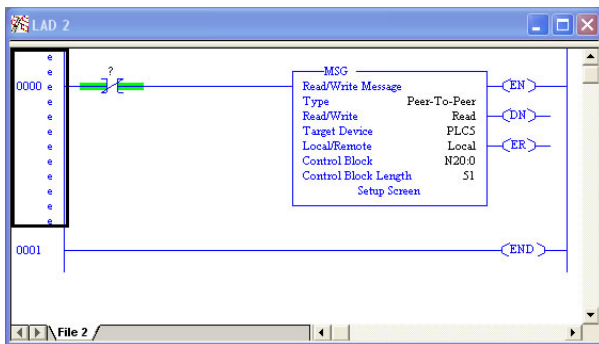 LAD 2
e
e
0000 e
e
e
e
e
e
e
e
e
e
?
MSG
Read/Write Message
Type Peer-To-Peer
Read/Write Read
Target Device PLC5
Local/Remote Local
Control Block N20:0
Control Block Length 51
Setup Screen
EN
DN
ER
0001
END
File 2